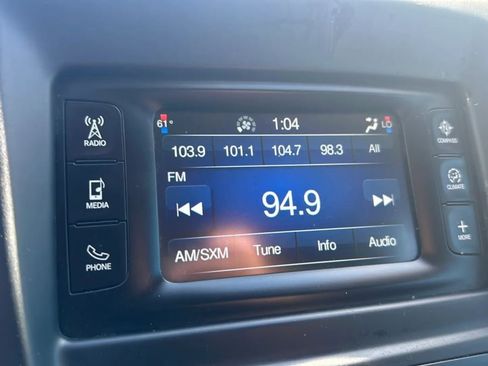 61° 1:04 LO
RADIO
103.9 101.1 104.7 98.3 All
COMPASS
N
FM
MEDIA
94.9
CLIMATE
PHONE
AM/SXM Tune Info Audio
MORE